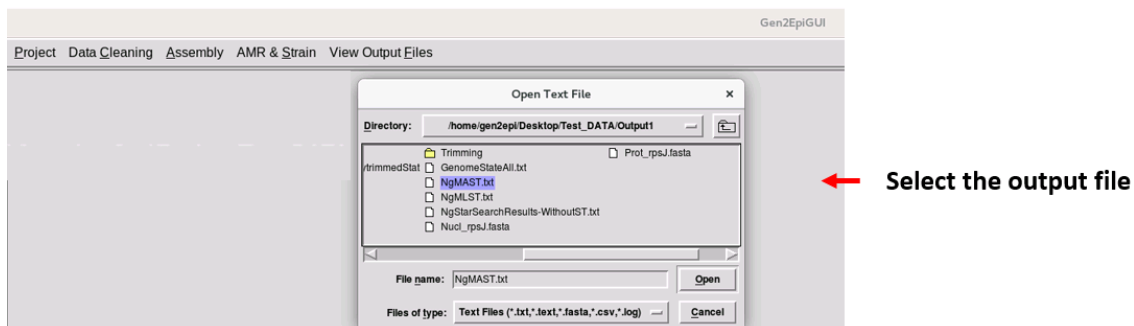 Gen2EpiGUI
Project Data Cleaning Assembly AMR & Strain View Output Files
Open Text File ×
Directory: /home/gen2epi/Desktop/Test_DATA/Output1
Trimming Prot_rpsJ.fasta
rtrimmedStat GenomeStateAll.txt
NgMAST.txt
NgMLST.txt
NgStarSearchResults-WithoutST.txt
Nucl_rpsJ.fasta
File name: NgMAST.txt Open
Files of type: Text Files (*.txt,*.text,*.fasta,*.csv,*.log) Cancel
Select the output file